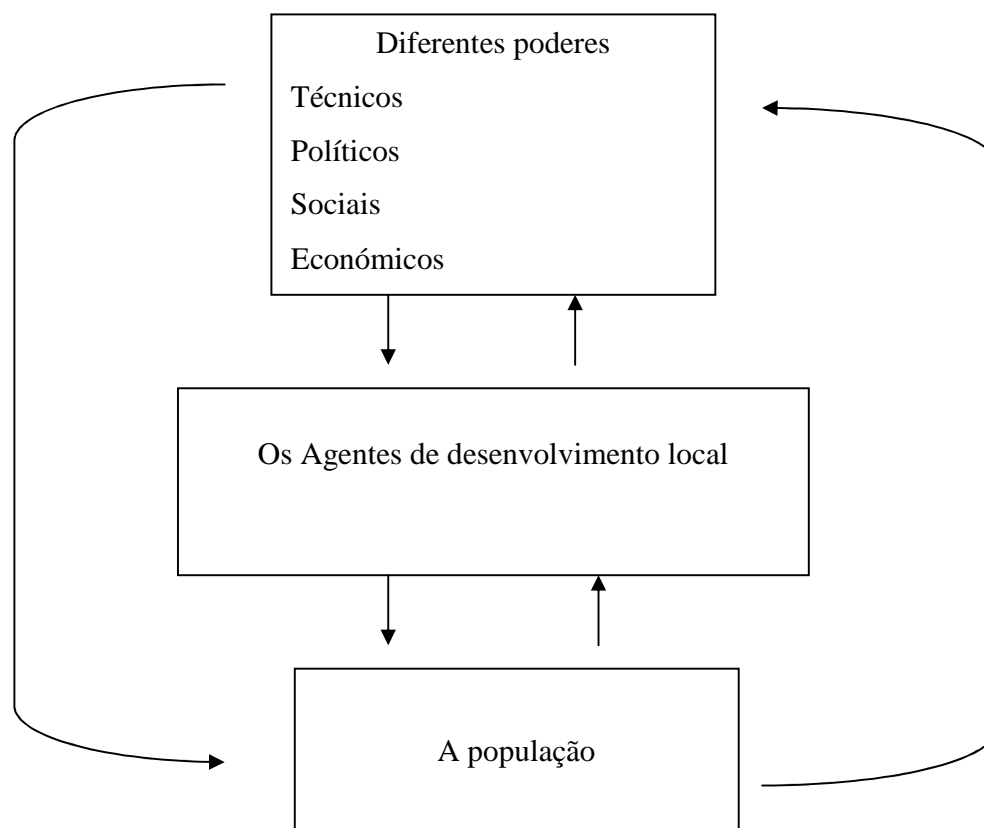 Diferentes poderes
Técnicos
Políticos
Sociais
Económicos
Os Agentes de desenvolvimento local
A população